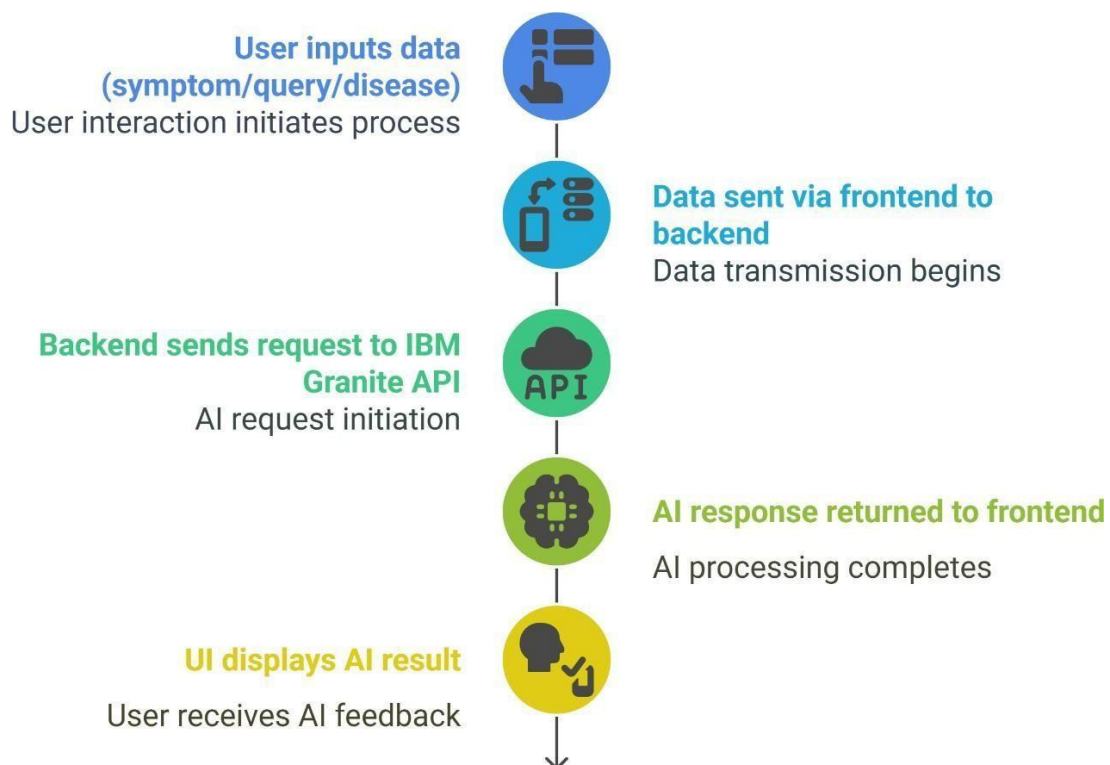 User inputs data
(symptom/query/disease)
User interaction initiates process
Data sent via frontend to
backend
Data transmission begins
Backend sends request to IBM
Granite API
AI request initiation
API
AI response returned to frontend
AI processing completes
UI displays AI result
User receives AI feedback